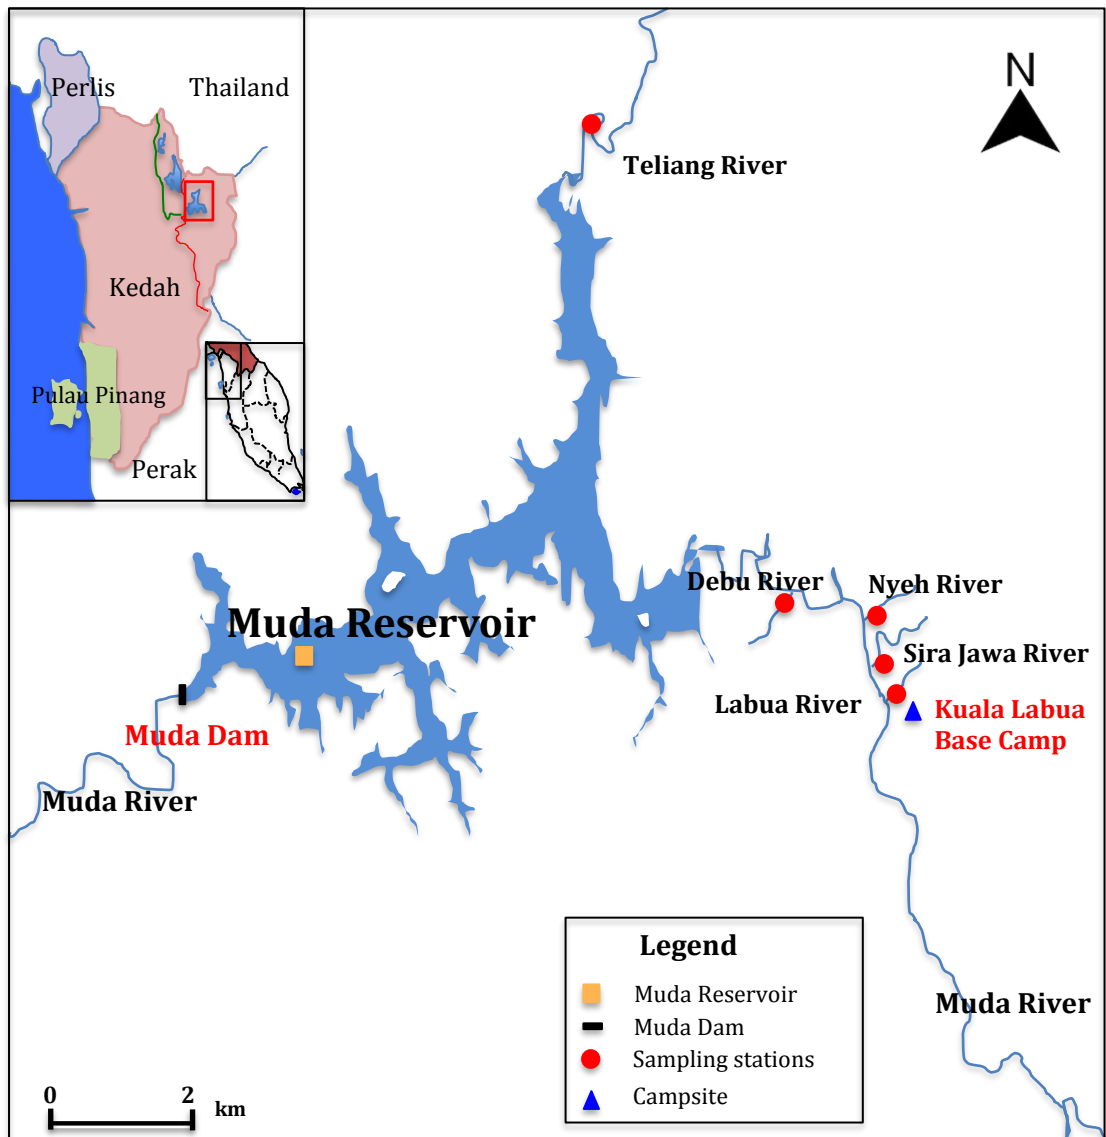 Perlis
Thailand
Kedah
Pulau Pinang
Perak
N
Teliang River
Debu River
Nyeh River
Muda Reservoir
Sira Jawa River
Labua River
Kuala Labua
Base Camp
Muda Dam
Muda River
Legend
Muda Reservoir
Muda Dam
Sampling stations
Campsite
Muda River
0 2
km